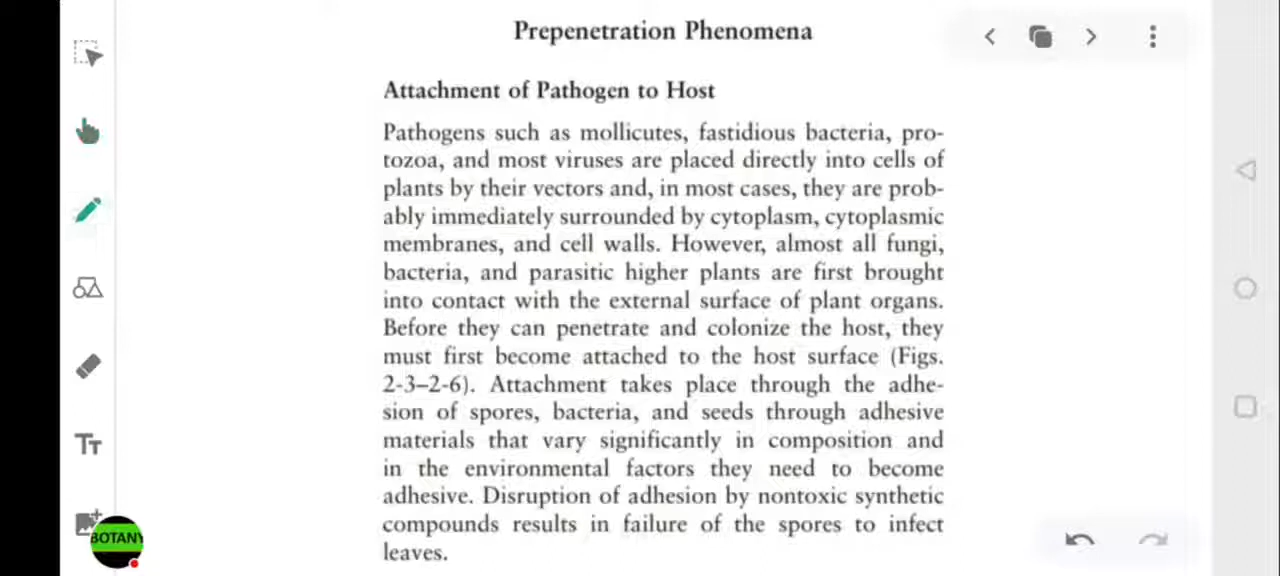 Prepenetration Phenomena
Attachment of Pathogen to Host
Pathogens such as mollicutes, fastidious bacteria, pro-
tozoa, and most viruses are placed directly into cells of
plants by their vectors and, in most cases, they are prob-
ably immediately surrounded by cytoplasm, cytoplasmic
membranes, and cell walls. However, almost all fungi,
bacteria, and parasitic higher plants are first brought
into contact with the external surface of plant organs.
Before they can penetrate and colonize the host, they
must first become attached to the host surface (Figs.
2-3–2-6). Attachment takes place through the adhe-
sion of spores, bacteria, and seeds through adhesive
materials that vary significantly in composition and
in the environmental factors they need to become
adhesive. Disruption of adhesion by nontoxic synthetic
compounds results in failure of the spores to infect
leaves.
TT
BOTANY